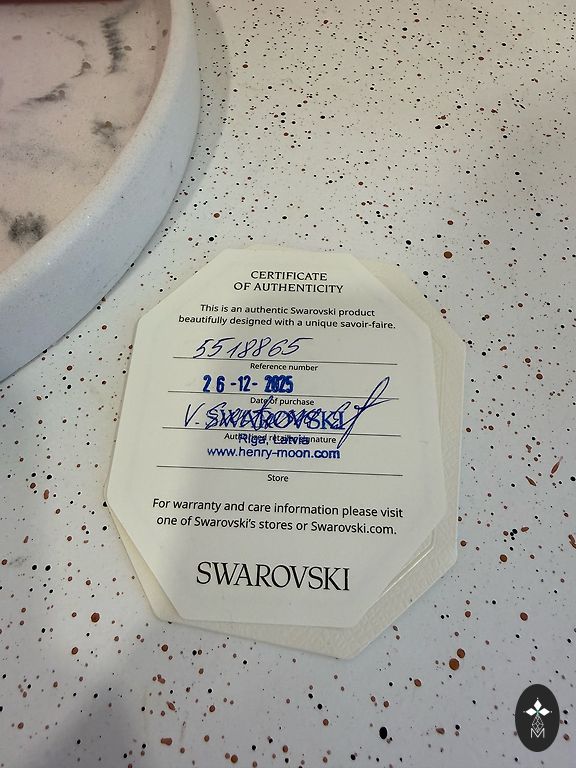 CERTIFICATE
OF AUTHENTICITY
This is an authentic Swarovski product
beautifully designed with a unique savoir-faire.
5518865
Reference number
26-12-2025
Date of purchase
V.
SWAROVSKI
Authorised retailer signature
Riga, Latvia
www.henry-moon.com
Store
For warranty and care information please visit
one of Swarovski's stores or Swarovski.com.
SWAROVSKI
M